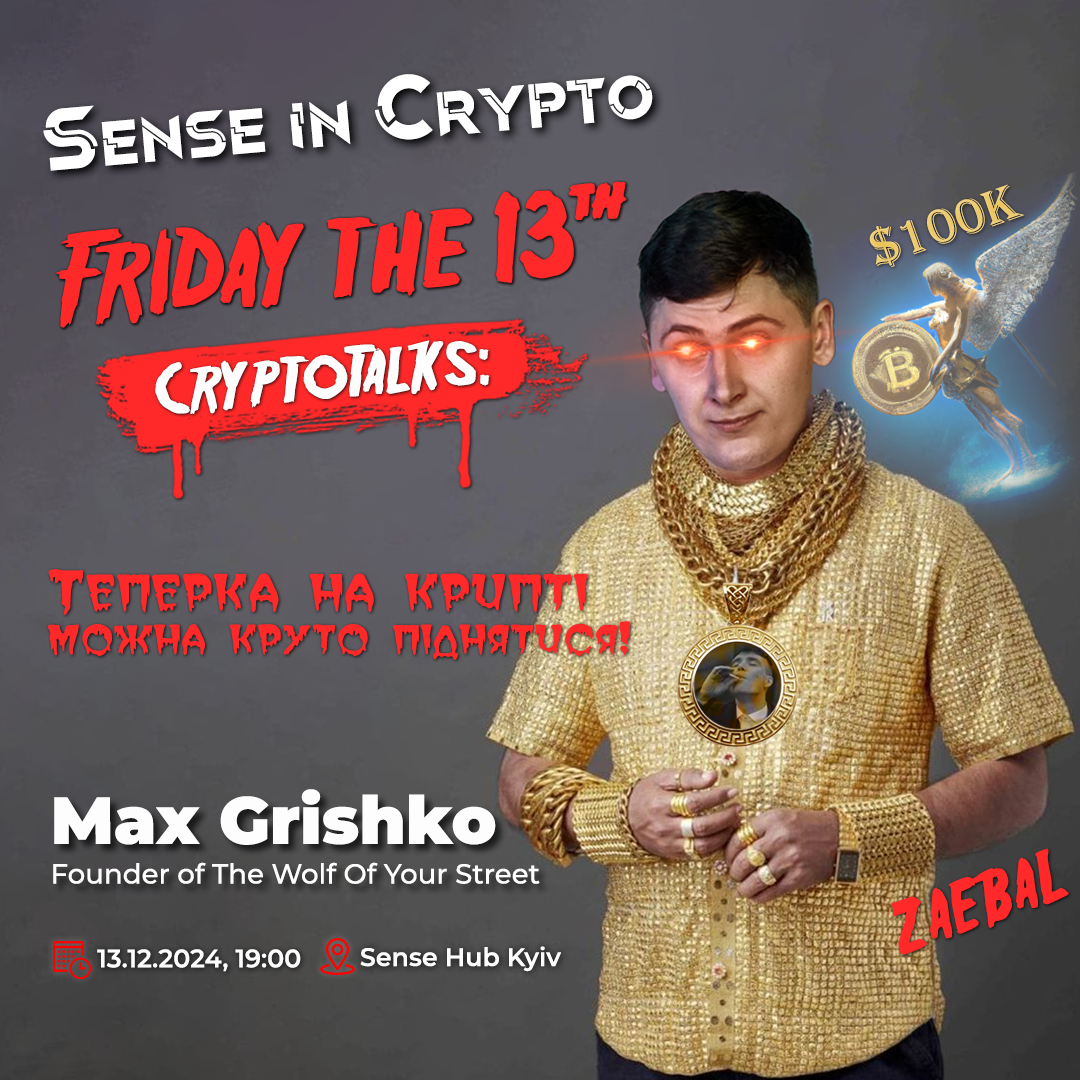 Sense in Crypto
$100K
Friday the 13th
CryptoTalks:
Теперка на крипті
можна круто піднятися!
Max Grishko
Founder of The Wolf Of Your Street
ZAEBAL
13.12.2024, 19:00
Sense Hub Kyiv